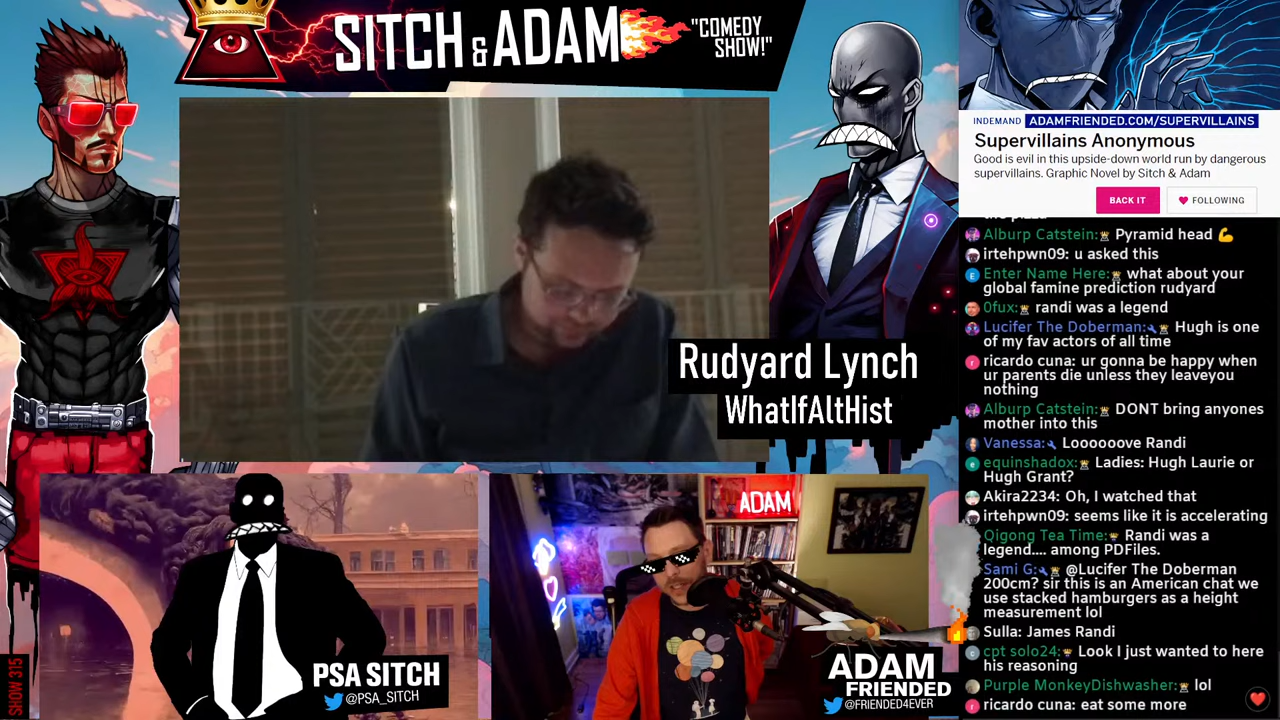 SITCH & ADAM
"COMEDY
SHOW!"
INDEMAND ADAMFRIENDED.COM/SUPERVILLAINS
Supervillains Anonymous
Good is evil in this upside-down world run by dangerous
supervillains. Graphic Novel by Sitch & Adam
BACK IT
FOLLOWING
Alburp Catstein: Pyramid head 💪
irtehpwn09: u asked this
Enter Name Here: what about your
global famine prediction rudyard
0fux: randi was a legend
Lucifer The Doberman: Hugh is one
of my fav actors of all time
ricardo cuna: ur gonna be happy when
ur parents die unless they leaveyou
nothing
Alburp Catstein: DONT bring anyones
mother into this
Vanessa: Loooooove Randi
equinshadox: Ladies: Hugh Laurie or
Hugh Grant?
Akira2234: Oh, I watched that
irtehpwn09: seems like it is accelerating
Qigong Tea Time: Randi was a
legend.... among PDFiles.
Sami G: @Lucifer The Doberman
200cm? sir this is an American chat we
use stacked hamburgers as a height
measurement lol
Sulla: James Randi
cpt solo24: Look I just wanted to here
his reasoning
Purple MonkeyDishwasher: lol
ricardo cuna: eat some more
Rudyard Lynch
WhatIfAltHist
ADAM
PSA SITCH
@PSA_SITCH
ADAM
FRIENDED
@FRIENDED4EVER
SHOW 315